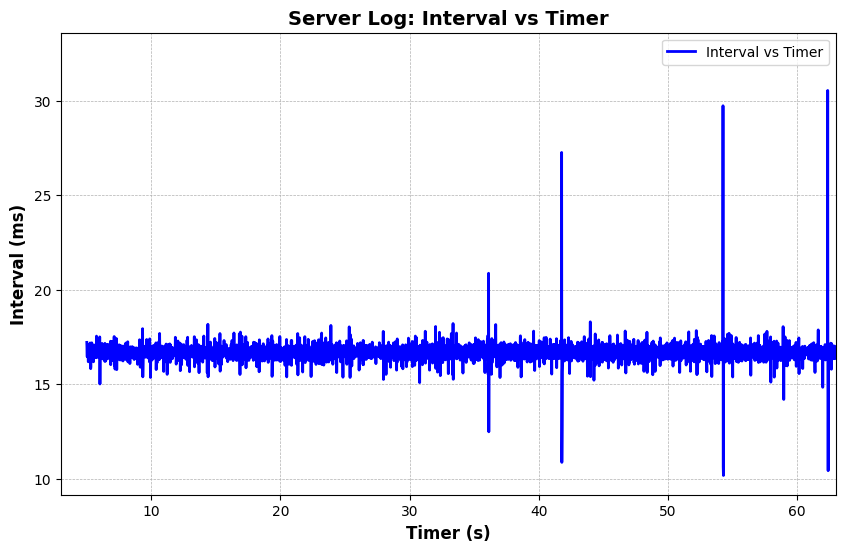 Server Log: Interval vs Timer
Interval vs Timer
30
25
20
15
10
Interval (ms)
10 20 30 40 50 60
Timer (s)